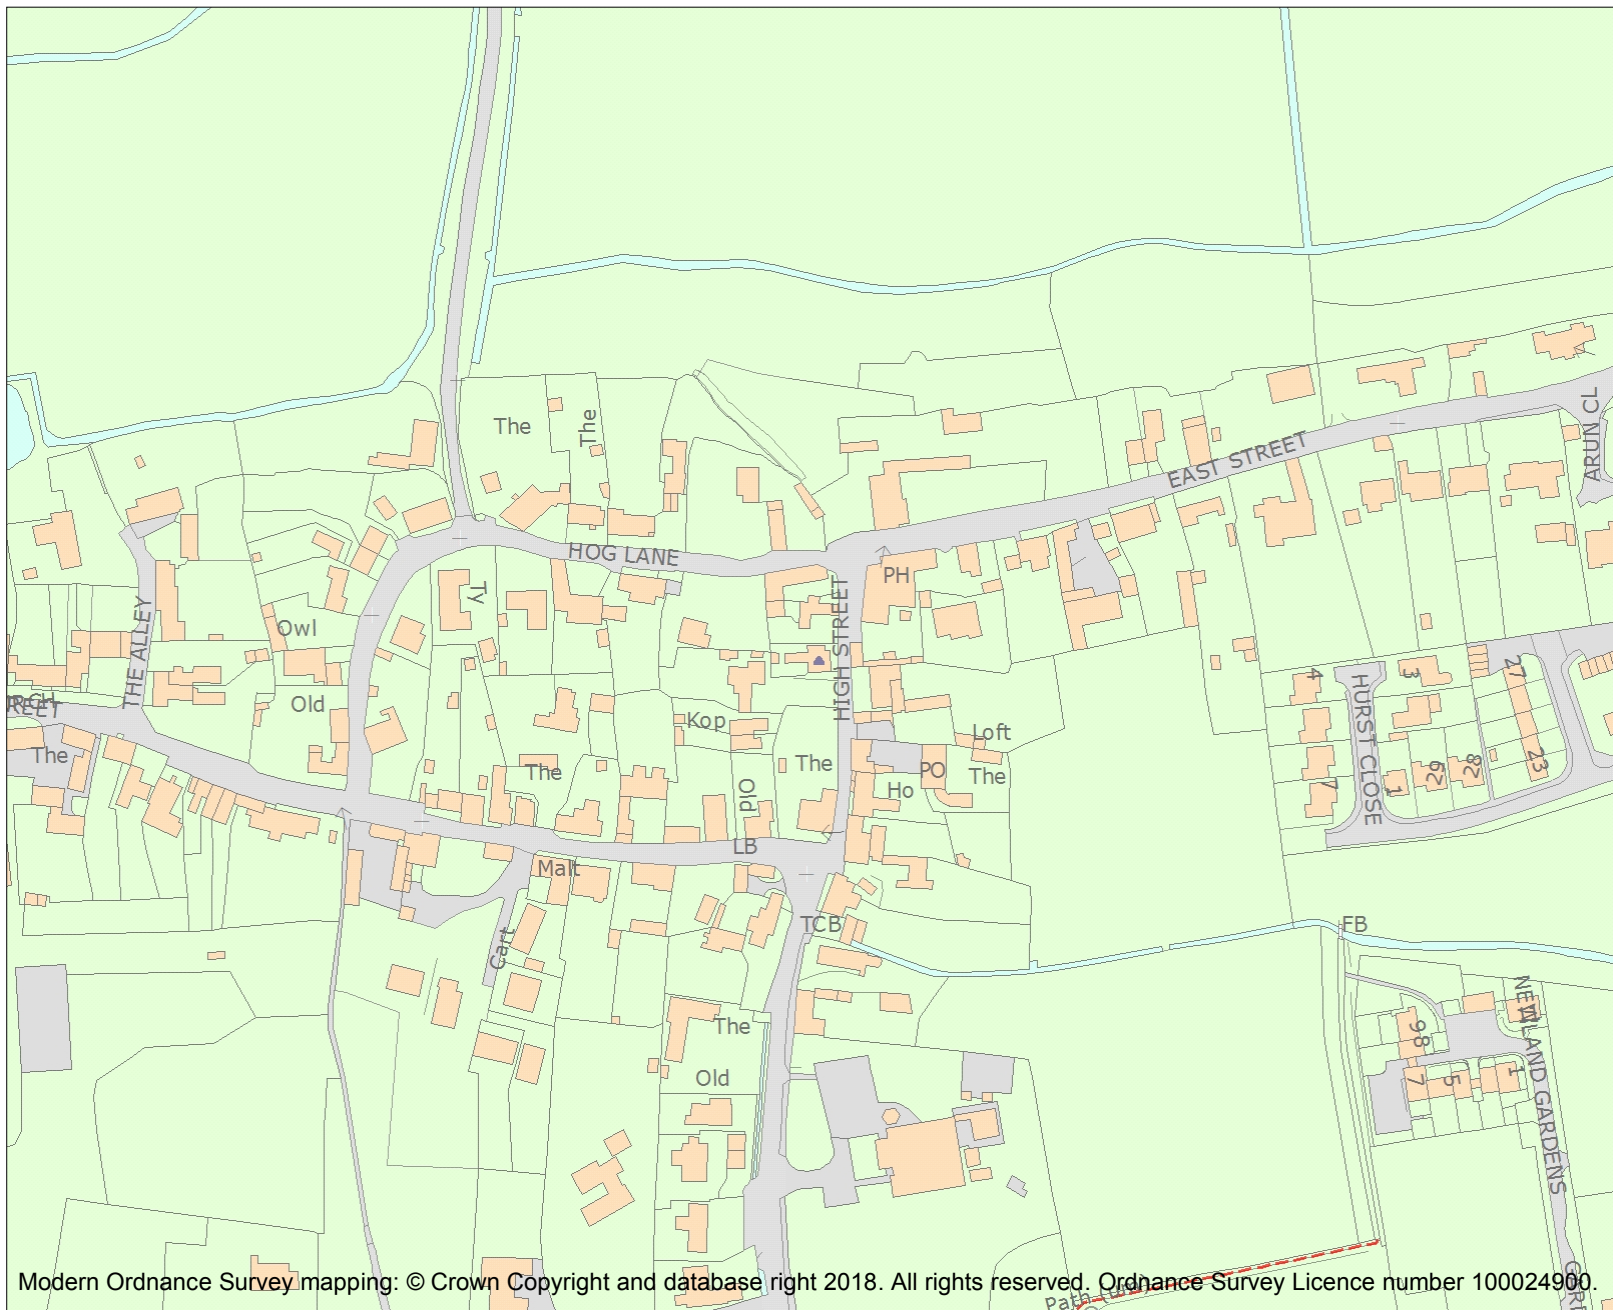 ARUN CL
The
The
EAST STREET
HOG LANE
PH
Ty
THE ALLEY
Owl
HIGH STREET
4
3
27
HURST CLOSE
Old
REET
Kop
Loft
The
The
The
PO
The
Ho
Old
7
1
29
28
23
LB
Malt
TCB
FB
Cart
NEWLAND GARDENS
The
98
Old
7
5
1
Path
Modern Ordnance Survey mapping: © Crown Copyright and database right 2018. All rights reserved. Ordnance Survey Licence number 100024900.